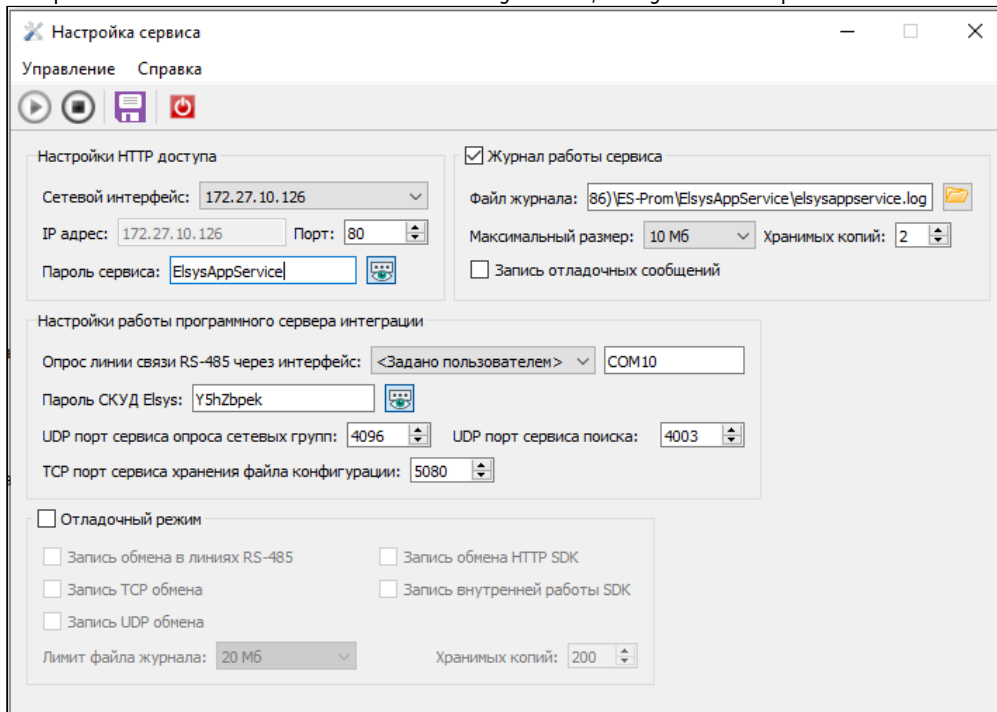 Настройка сервиса
Управление Справка
Настройки HTTP доступа
Сетевой интерфейс: 172.27.10.126
IP адрес: 172.27.10.126 Порт: 80
Пароль сервиса: ElsysAppService
Журнал работы сервиса
Файл журнала: 86)\ES-Prom\ElsysAppService\elsysappservice.log
Максимальный размер: 10 Мб Хранимых копий: 2
Запись отладочных сообщений
Настройки работы программного сервера интеграции
Опрос линии связи RS-485 через интерфейс: <Задано пользователем> COM10
Пароль СКУД Elsys: Y5hZbpek
UDP порт сервиса опроса сетевых групп: 4096 UDP порт сервиса поиска: 4003
TCP порт сервиса хранения файла конфигурации: 5080
Отладочный режим
Запись обмена в линиях RS-485 Запись обмена HTTP SDK
Запись TCP обмена Запись внутренней работы SDK
Запись UDP обмена
Лимит файла журнала: 20 Мб Хранимых копий: 200